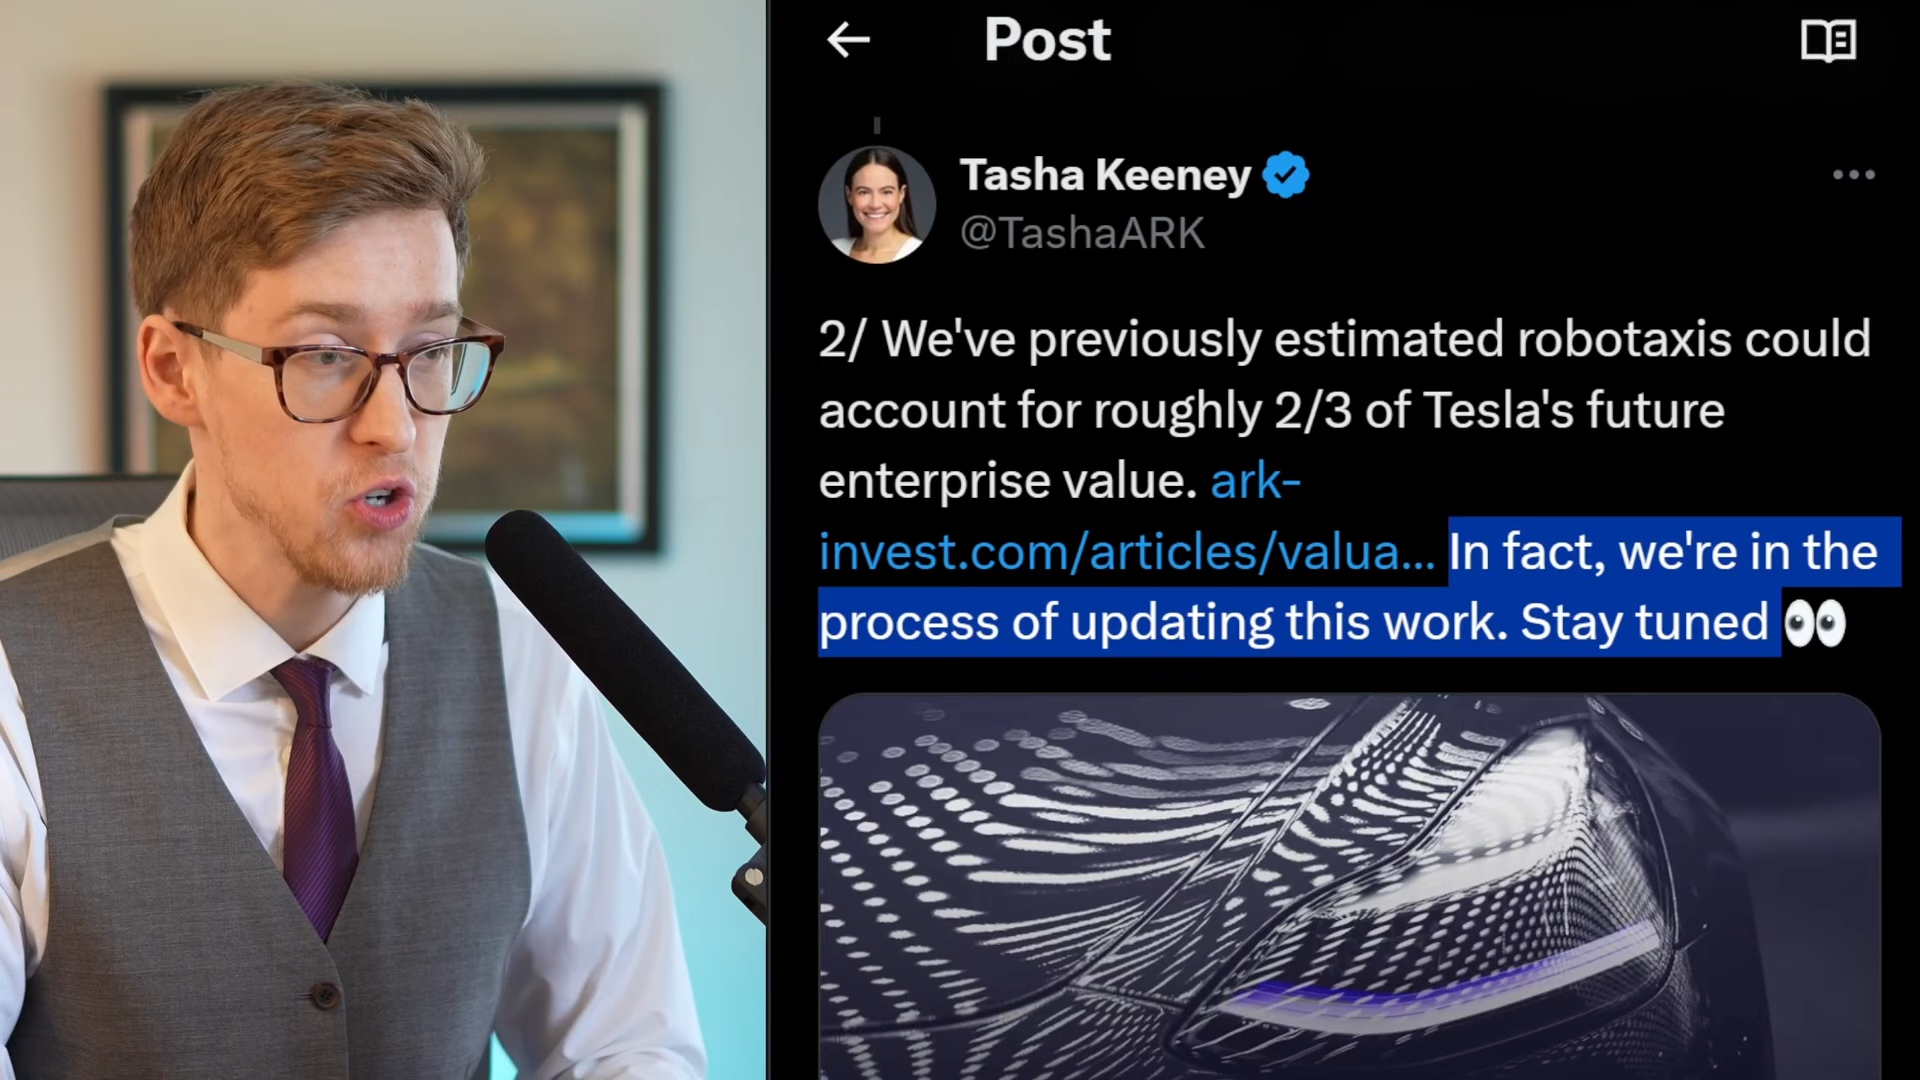 Post
Tasha Keeney
@TashaARK
2/ We've previously estimated robotaxis could
account for roughly 2/3 of Tesla's future
enterprise value. ark-
invest.com/articles/valua... In fact, we're in the
process of updating this work. Stay tuned 👀